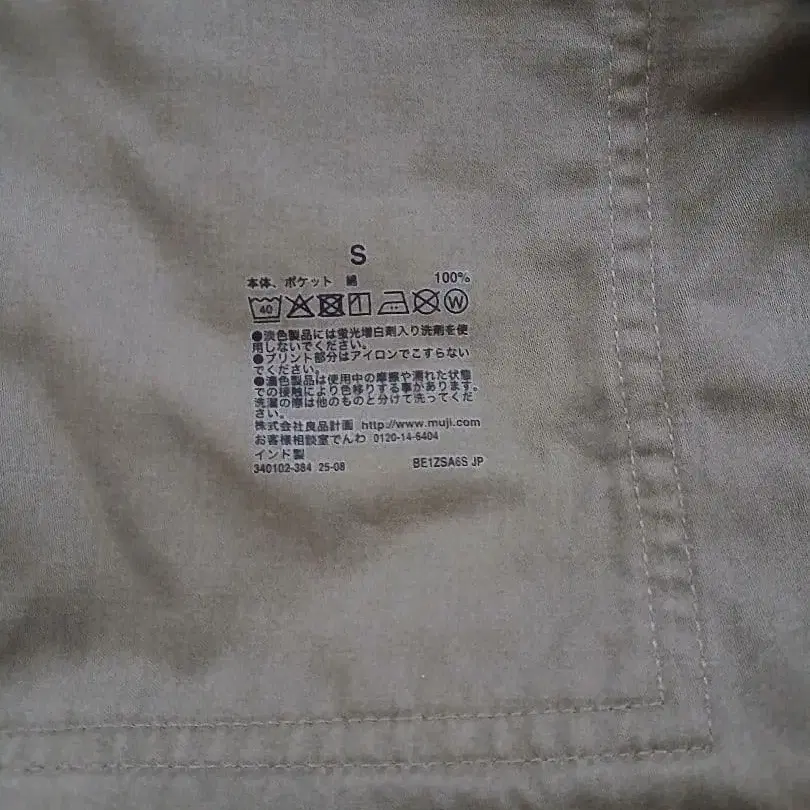 S
本体、ポケット 綿 100%
40 W
●淡色製品には蛍光増白剤入り洗剤を使
用しないでください。
●プリント部分はアイロンでこすらない
でください。
●濃色製品は使用中の摩擦や濡れた状態
での接触により色移りする事があります。
洗濯の際は他のものと分けて洗ってくだ
さい。
株式会社良品計画 http://www.muji.com
お客様相談室でんわ 0120-14-6404
インド製
340102-384 25-08 BE1ZSA6S JP